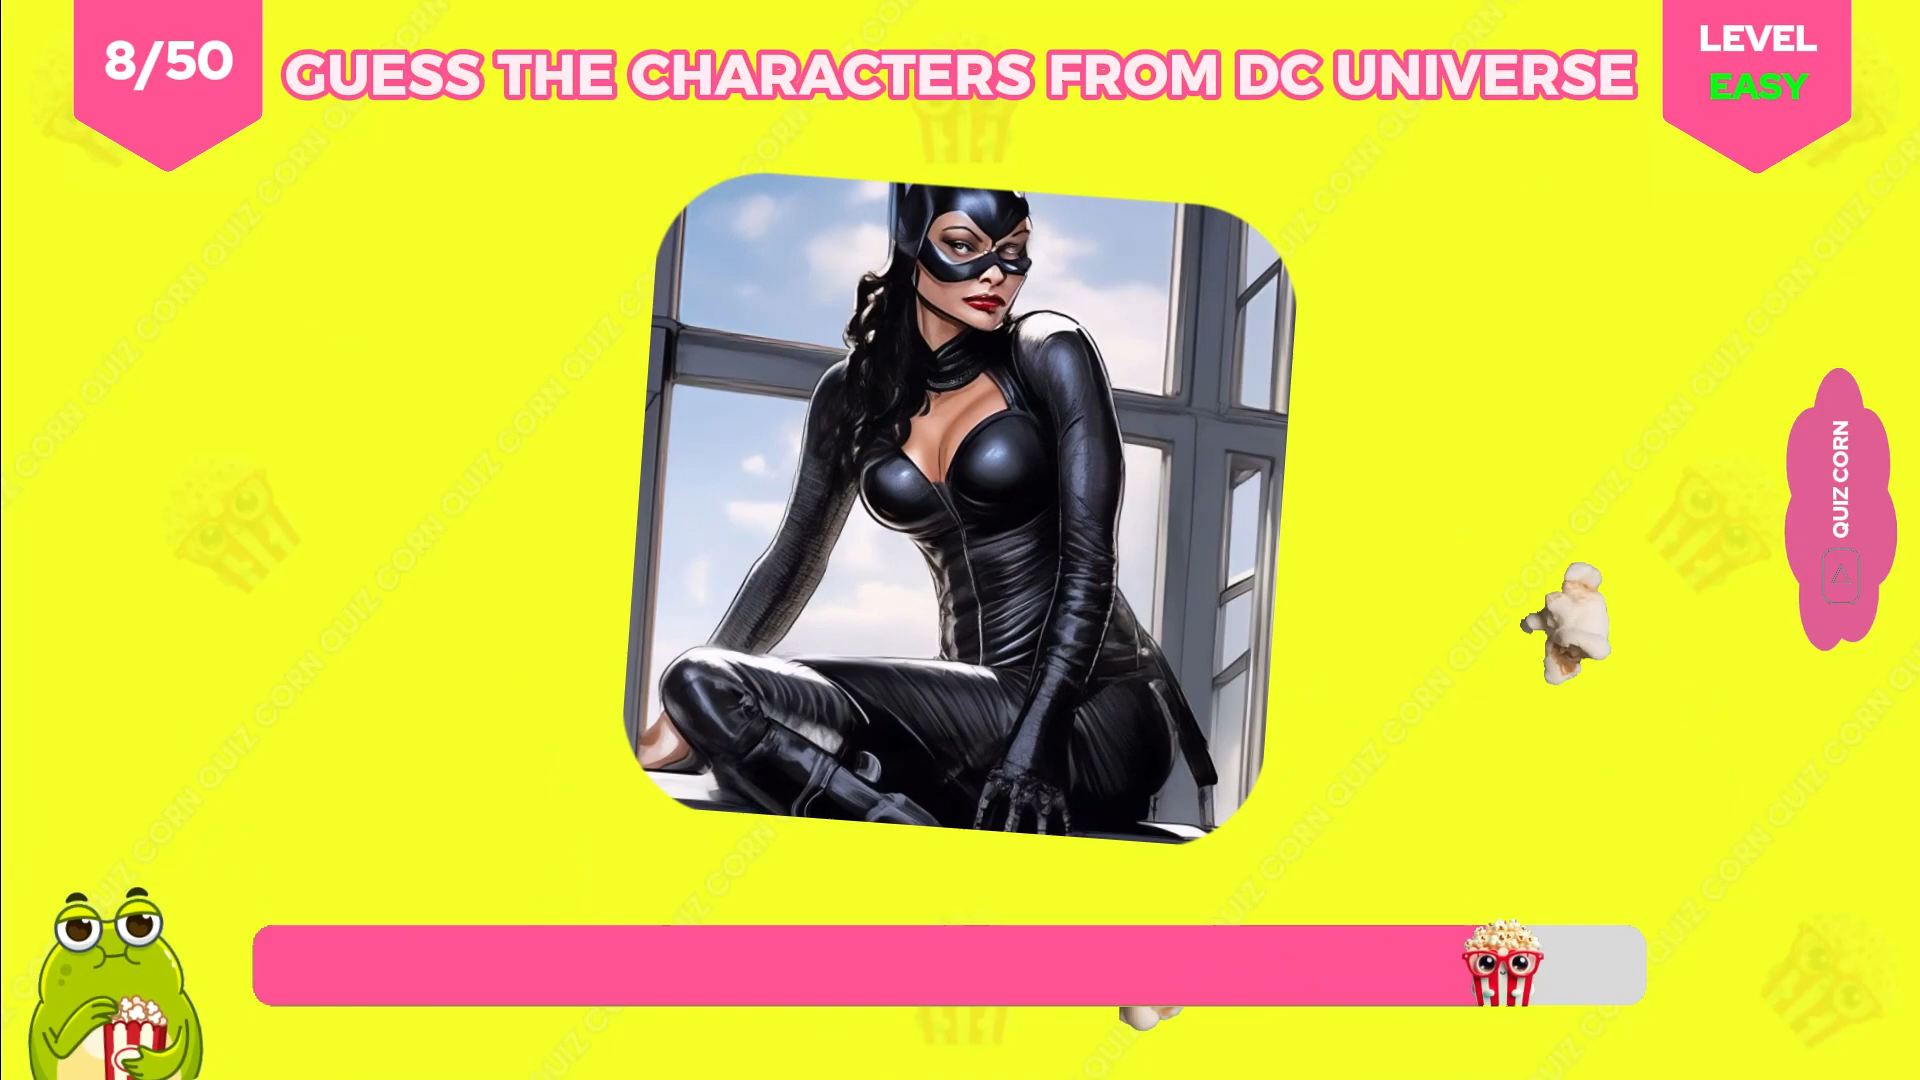 8/50
GUESS THE CHARACTERS FROM DC UNIVERSE
LEVEL
EASY
QUIZ CORN